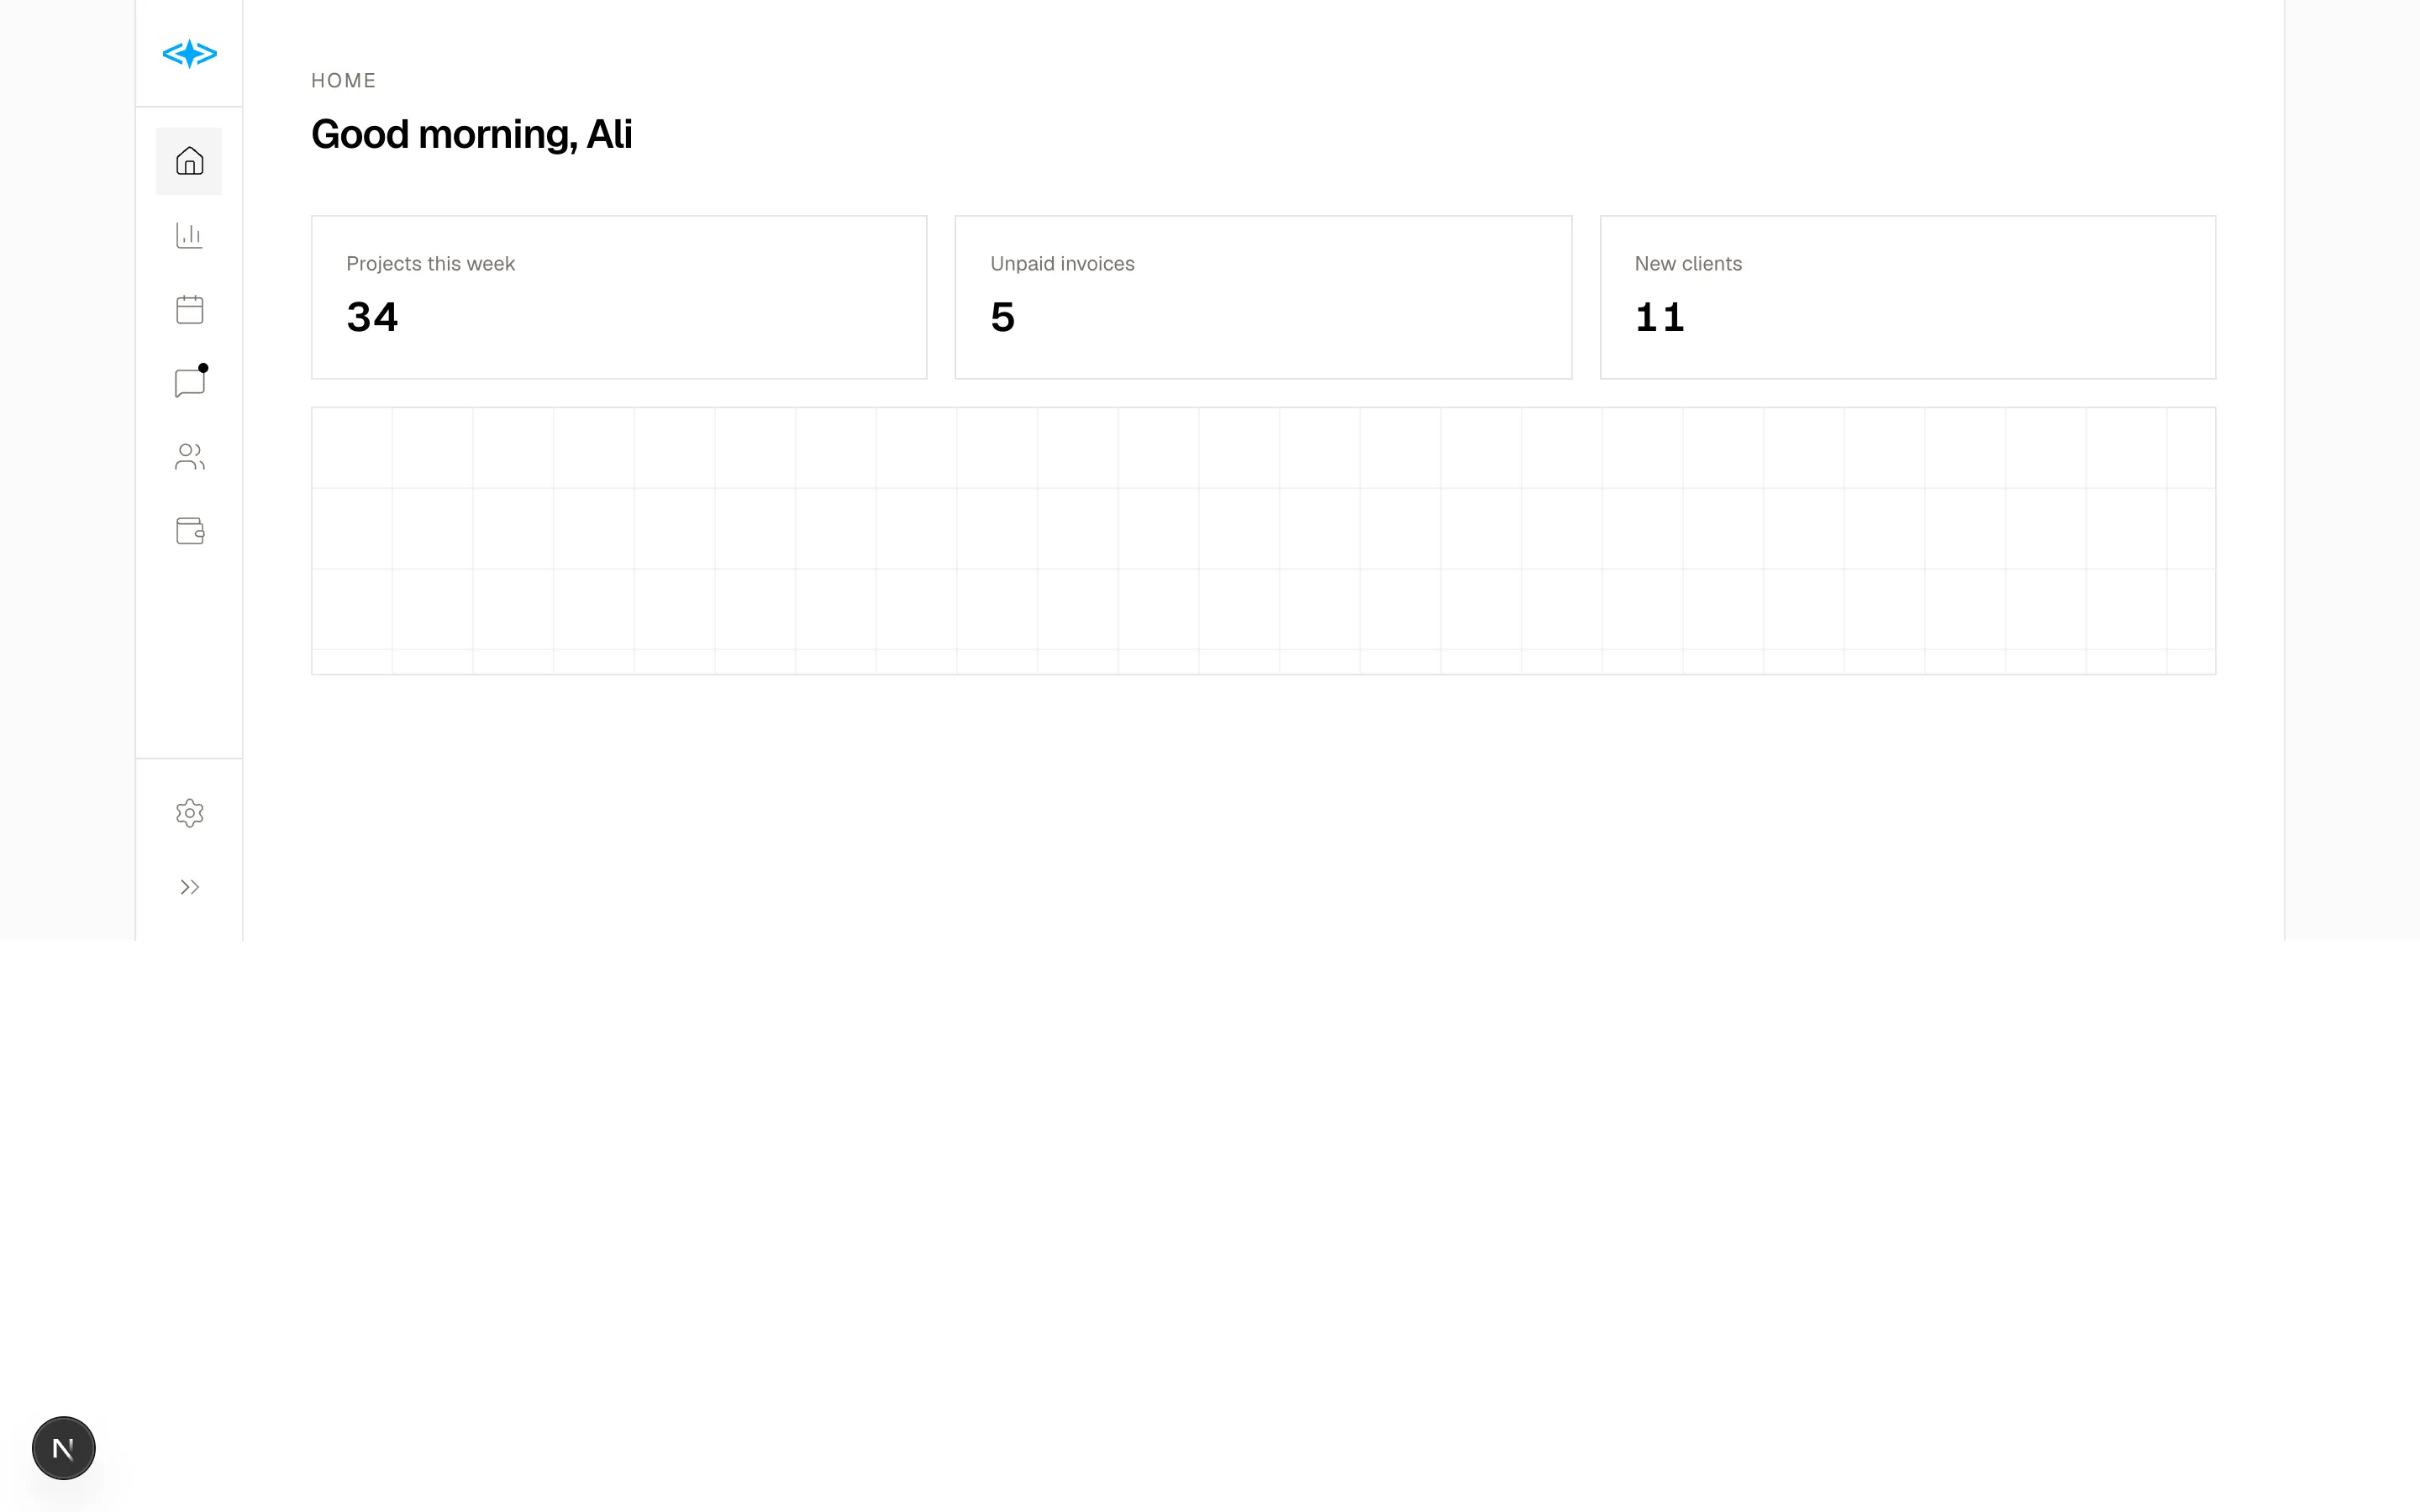 HOME
Good morning, Ali
Projects this week
34
Unpaid invoices
5
New clients
11
N